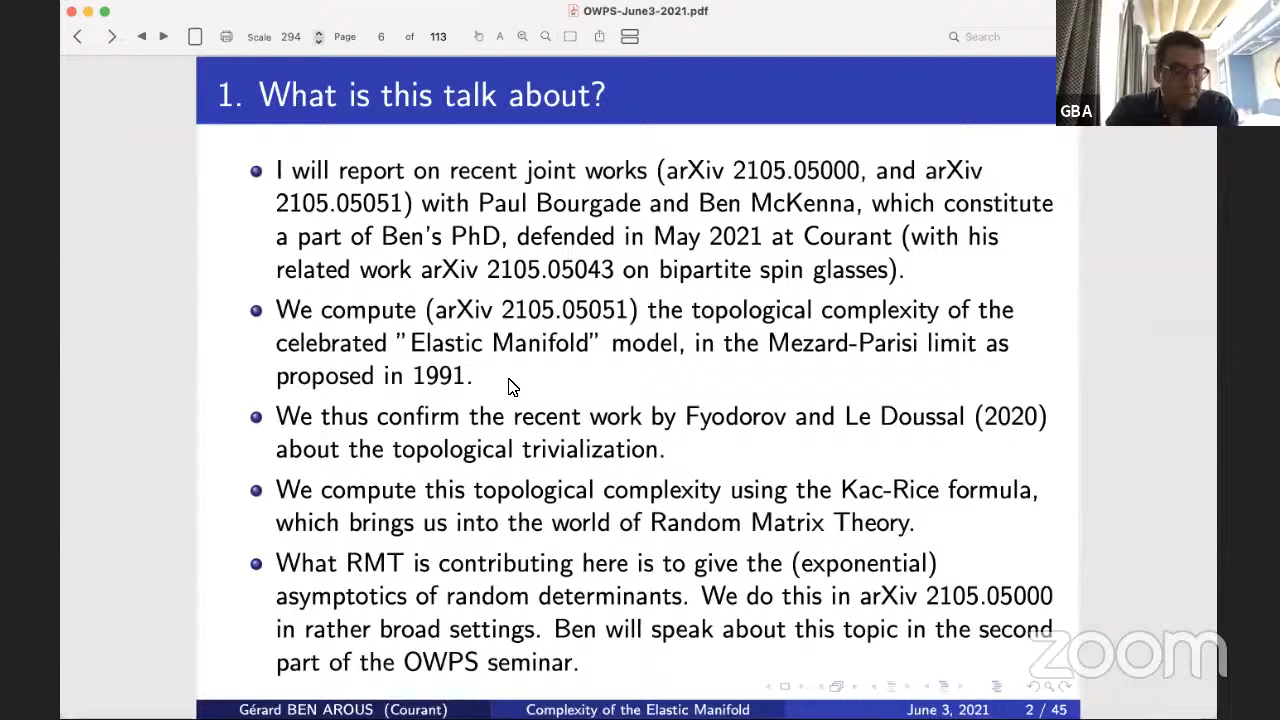 OWPS-June3-2021.pdf
Scale 294 Page 6 of 113 A Search
GBA
1. What is this talk about?
I will report on recent joint works (arXiv 2105.05000, and arXiv
2105.05051) with Paul Bourgade and Ben McKenna, which constitute
a part of Ben's PhD, defended in May 2021 at Courant (with his
related work arXiv 2105.05043 on bipartite spin glasses).
We compute (arXiv 2105.05051) the topological complexity of the
celebrated "Elastic Manifold" model, in the Mezard-Parisi limit as
proposed in 1991.
We thus confirm the recent work by Fyodorov and Le Doussal (2020)
about the topological trivialization.
We compute this topological complexity using the Kac-Rice formula,
which brings us into the world of Random Matrix Theory.
What RMT is contributing here is to give the (exponential)
asymptotics of random determinants. We do this in arXiv 2105.05000
in rather broad settings. Ben will speak about this topic in the second
part of the OWPS seminar.
zoom
Gérard BEN AROUS (Courant) Complexity of the Elastic Manifold June 3, 2021 2 / 45